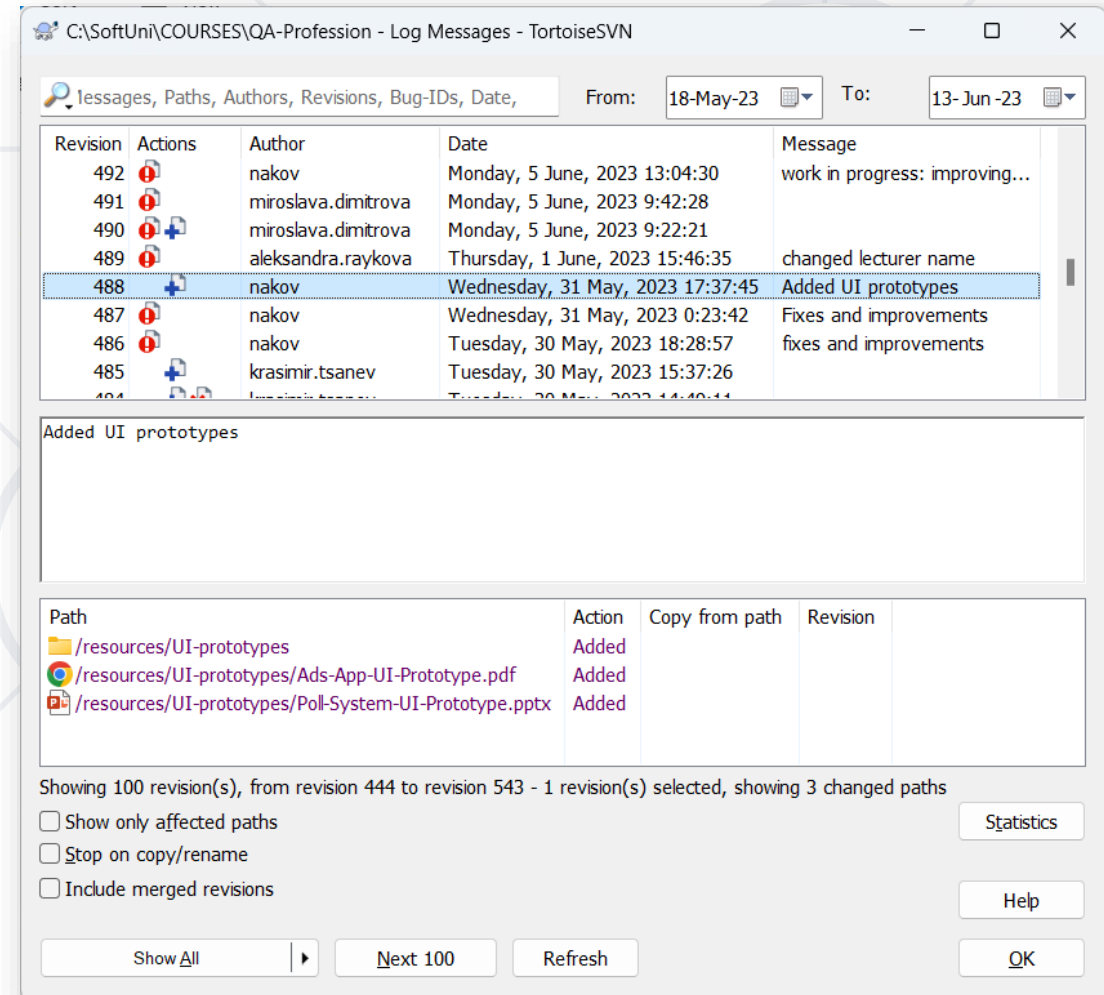 C:\SoftUni\COURSES\QA-Profession - Log Messages - TortoiseSVN
Messages, Paths, Authors, Revisions, Bug-IDs, Date, From: 18-May-23 To: 13-Jun-23
Revision Actions Author Date Message
492 nakov Monday, 5 June, 2023 13:04:30 work in progress: improving...
491 miroslava.dimitrova Monday, 5 June, 2023 9:42:28
490 miroslava.dimitrova Monday, 5 June, 2023 9:22:21
489 aleksandra.raykova Thursday, 1 June, 2023 15:46:35 changed lecturer name
488 nakov Wednesday, 31 May, 2023 17:37:45 Added UI prototypes
487 nakov Wednesday, 31 May, 2023 0:23:42 Fixes and improvements
486 nakov Tuesday, 30 May, 2023 18:28:57 fixes and improvements
485 krasimir.tsanev Tuesday, 30 May, 2023 15:37:26
Added UI prototypes
Path Action Copy from path Revision
/resources/UI-prototypes Added
/resources/UI-prototypes/Ads-App-UI-Prototype.pdf Added
/resources/UI-prototypes/Poll-System-UI-Prototype.pptx Added
Showing 100 revision(s), from revision 444 to revision 543 - 1 revision(s) selected, showing 3 changed paths
Show only affected paths Statistics
Stop on copy/rename
Include merged revisions
Help
Show All Next 100 Refresh OK